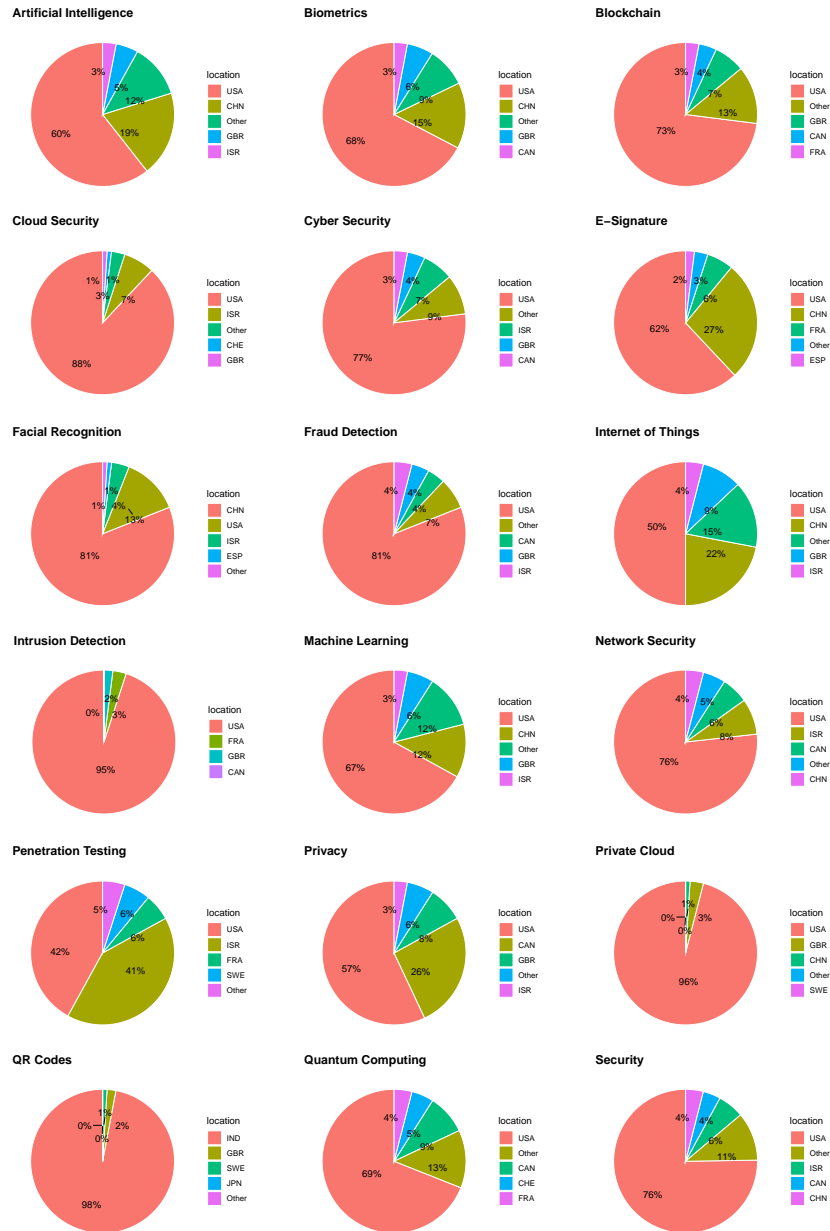 Artificial Intelligence
3%
5%
12%
19%
60%
location
USA
CHN
Other
GBR
ISR
Biometrics
3%
6%
9%
15%
68%
location
USA
CHN
Other
GBR
CAN
Blockchain
3%
4%
7%
13%
73%
location
USA
Other
GBR
CAN
FRA
Cloud Security
1%
1%
3%
7%
88%
location
USA
ISR
Other
CHE
GBR
Cyber Security
3%
4%
7%
9%
77%
location
USA
Other
ISR
GBR
CAN
E−Signature
2%
3%
6%
27%
62%
location
USA
CHN
FRA
Other
ESP
Facial Recognition
1%
1%
4%
13%
81%
location
CHN
USA
ISR
ESP
Other
Fraud Detection
4%
4%
4%
7%
81%
location
USA
Other
CAN
GBR
ISR
Internet of Things
4%
9%
15%
22%
50%
location
USA
CHN
Other
GBR
ISR
Intrusion Detection
0%
2%
3%
95%
location
USA
FRA
GBR
CAN
Machine Learning
3%
6%
12%
12%
67%
location
USA
CHN
Other
GBR
ISR
Network Security
4%
5%
6%
8%
76%
location
USA
ISR
CAN
Other
CHN
Penetration Testing
5%
6%
6%
41%
42%
location
USA
ISR
FRA
SWE
Other
Privacy
3%
6%
8%
26%
57%
location
USA
CAN
GBR
Other
ISR
Private Cloud
0%
0%
1%
3%
96%
location
USA
GBR
CHN
Other
SWE
QR Codes
0%
0%
1%
2%
98%
location
IND
GBR
SWE
JPN
Other
Quantum Computing
4%
5%
9%
13%
69%
location
USA
Other
CAN
CHE
FRA
Security
4%
4%
6%
11%
76%
location
USA
Other
ISR
CAN
CHN